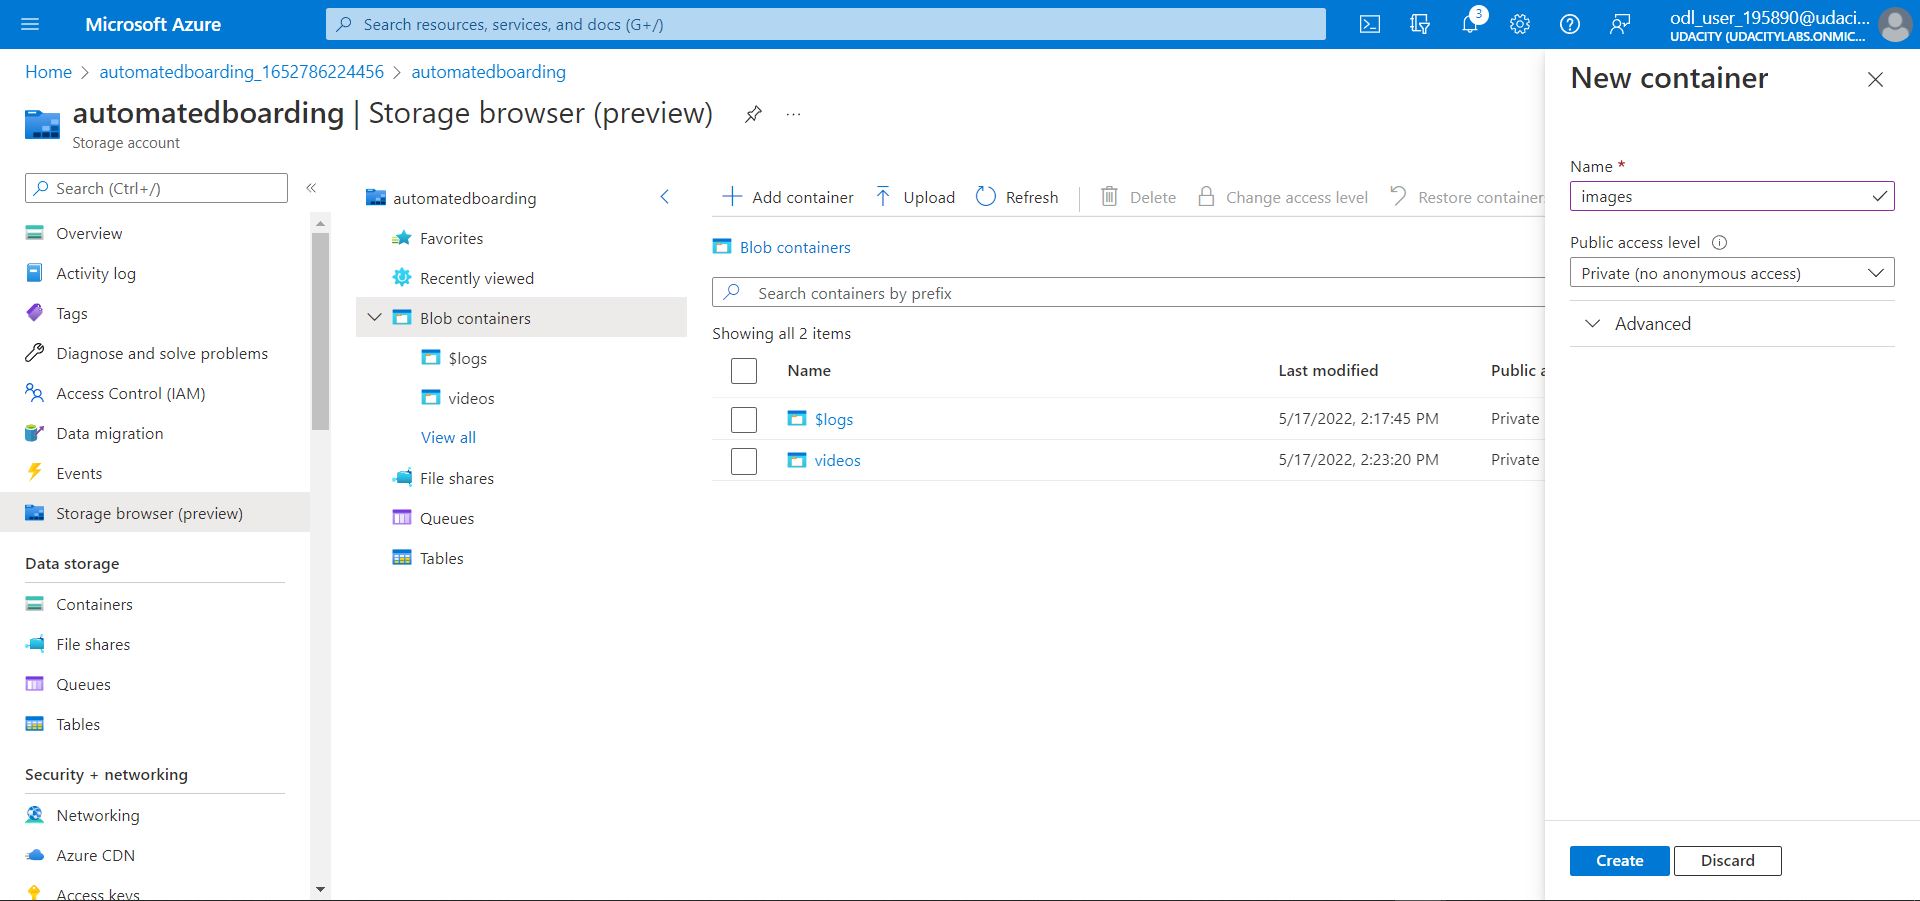 Microsoft Azure
Search resources, services, and docs (G+/)
3
odl_user_195890@udaci...
UDACITY (UDACITYLABS.ONMIC...
Home > automatedboarding_1652786224456 > automatedboarding
automatedboarding | Storage browser (preview)
...
Storage account
Search (Ctrl+/)
«
Overview
Activity log
Tags
Diagnose and solve problems
Access Control (IAM)
Data migration
Events
Storage browser (preview)
Data storage
Containers
File shares
Queues
Tables
Security + networking
Networking
Azure CDN
Access keys
automatedboarding
Favorites
Recently viewed
Blob containers
$logs
videos
View all
File shares
Queues
Tables
Add container
Upload
Refresh
Delete
Change access level
Restore container
Blob containers
Search containers by prefix
Showing all 2 items
Name Last modified Public a
$logs 5/17/2022, 2:17:45 PM Private
videos 5/17/2022, 2:23:20 PM Private
New container
Name *
images
Public access level
Private (no anonymous access)
Advanced
Create
Discard